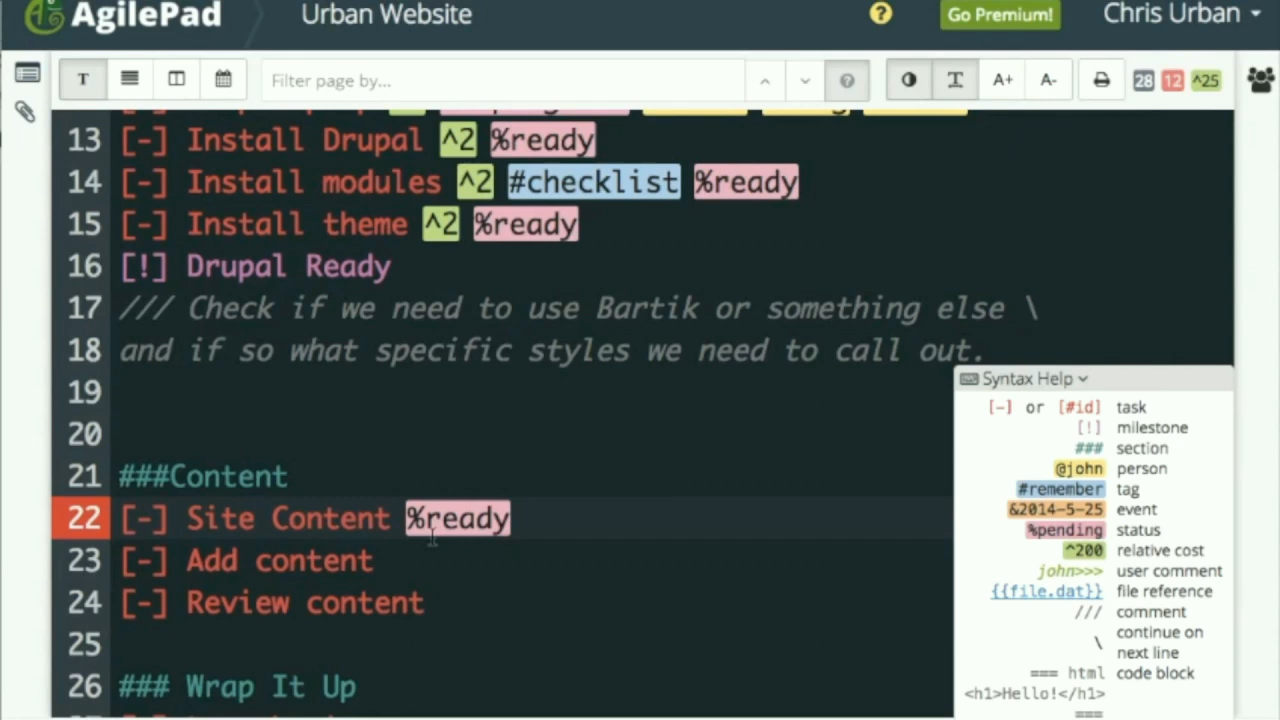 AgilePad Urban Website ? Go Premium! Chris Urban
T Filter page by... ? A+ A- 28 12 ^25
13 [-] Install Drupal ^2 %ready
14 [-] Install modules ^2 #checklist %ready
15 [-] Install theme ^2 %ready
16 [!] Drupal Ready
17 /// Check if we need to use Bartik or something else \
18 and if so what specific styles we need to call out.
19
20
21 ###Content
22 [-] Site Content %ready
23 [-] Add content
24 [-] Review content
25
26 ### Wrap It Up
Syntax Help
[-] or [#id] task
[!] milestone
### section
@john person
#remember tag
&2014-5-25 event
%pending status
^200 relative cost
john>>> user comment
{{file.dat}} file reference
/// comment
\ continue on
next line
=== html code block
<h1>Hello!</h1>
===